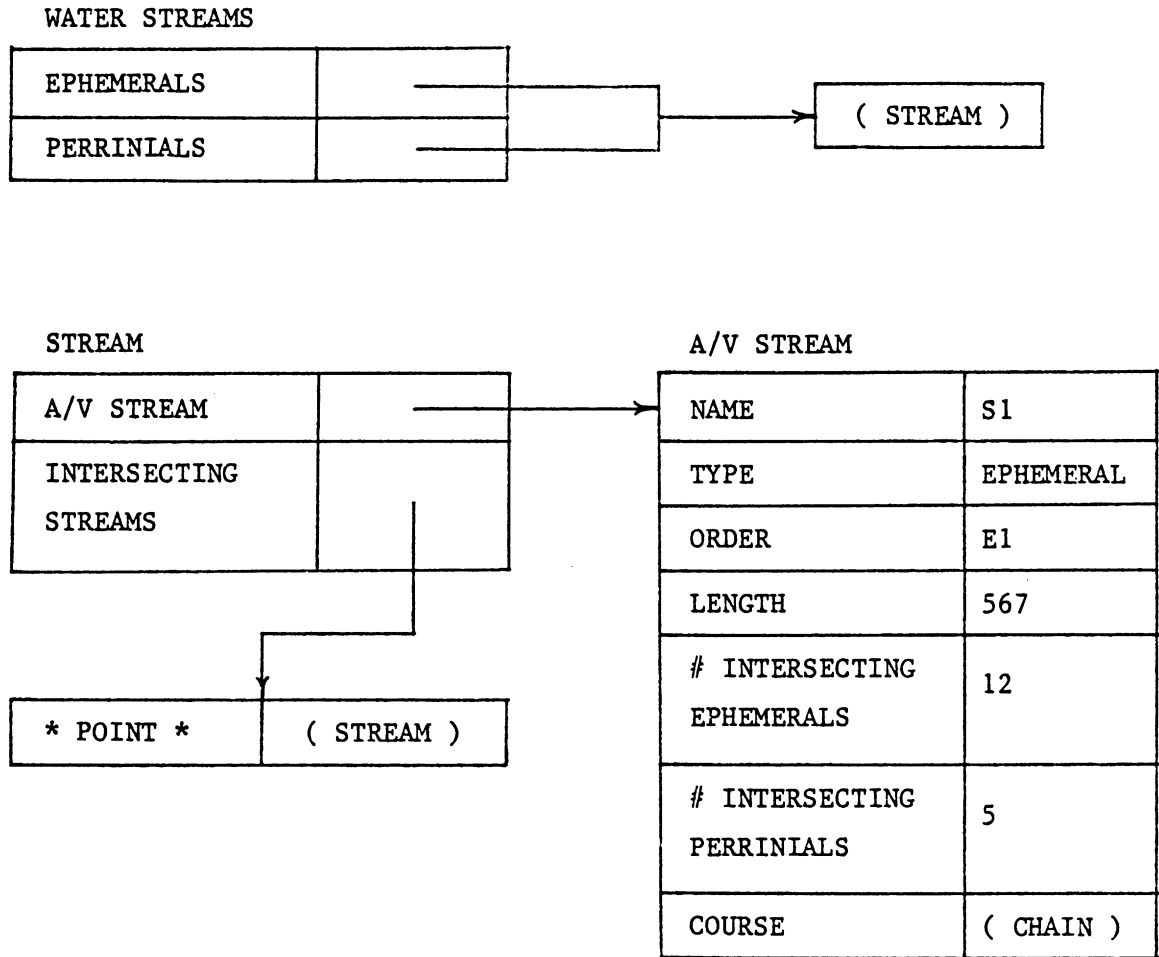 WATER STREAMS
EPHEMERALS
PERRINIALS
( STREAM )
STREAM
A/V STREAM
INTERSECTING
STREAMS
* POINT * ( STREAM )
A/V STREAM
NAME S1
TYPE EPHEMERAL
ORDER E1
LENGTH 567
# INTERSECTING
EPHEMERALS
12
# INTERSECTING
PERRINIALS
5
COURSE ( CHAIN )